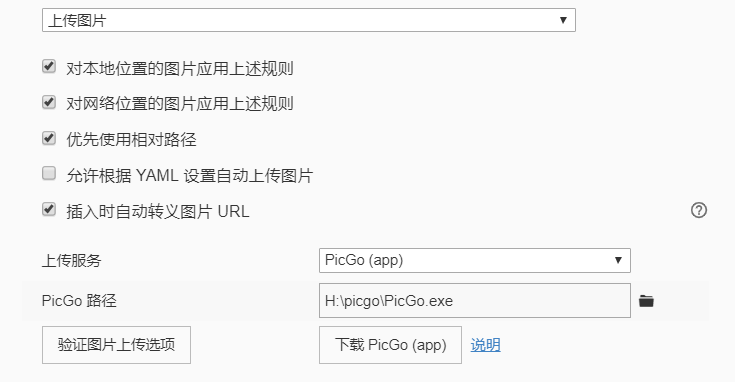 上传图片
对本地位置的图片应用上述规则
对网络位置的图片应用上述规则
优先使用相对路径
允许根据 YAML 设置自动上传图片
插入时自动转义图片 URL
上传服务 PicGo (app)
PicGo 路径 H:\picgo\PicGo.exe
验证图片上传选项 下载 PicGo (app) 说明